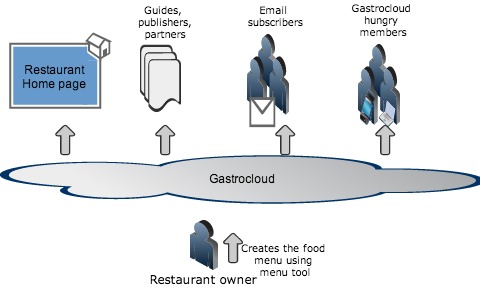 Restaurant
Home page
Guides,
publishers,
partners
Email
subscribers
Gastrocloud
hungry
members
Gastrocloud
Creates the food
menu using
menu tool
Restaurant owner